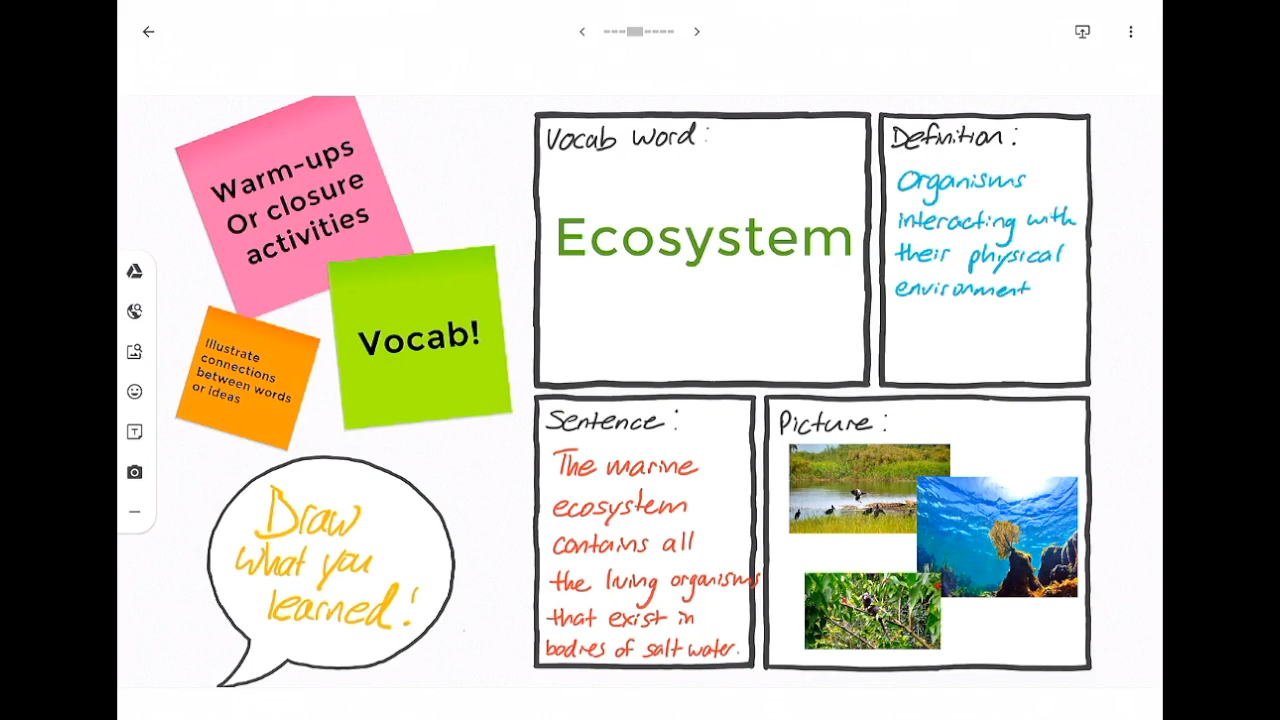 Warm-ups
Or closure
activities
Vocab!
Illustrate
connections
between words
or ideas
Draw
what you
learned!
Vocab word:
Ecosystem
Definition:
Organisms
interacting with
their physical
environment
Sentence:
The marine
ecosystem
contains all
the living organisms
that exist in
bodies of salt water.
Picture: